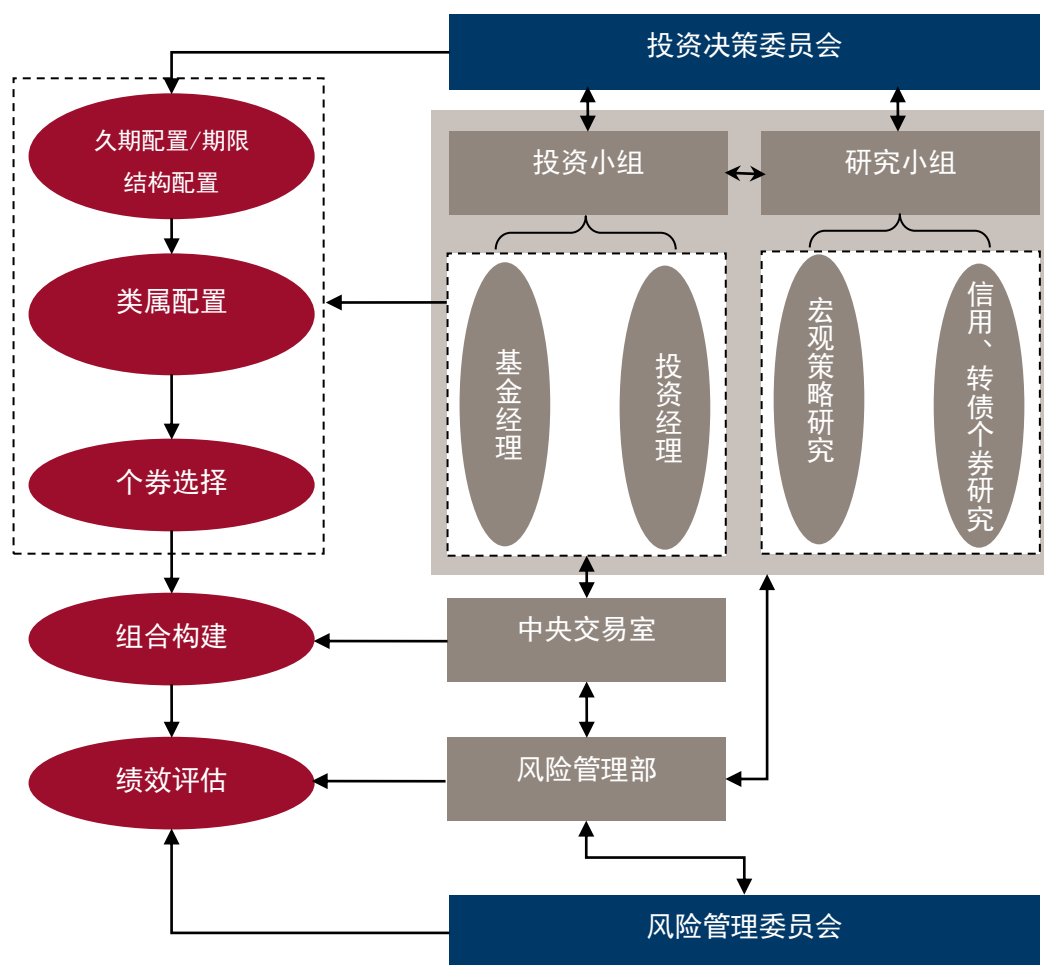 投资决策委员会
久期配置/期限
结构配置
投资小组
研究小组
类属配置
基金经理
投资经理
宏观策略研究
信用、转债个券研究
个券选择
组合构建
中央交易室
绩效评估
风险管理部
风险管理委员会